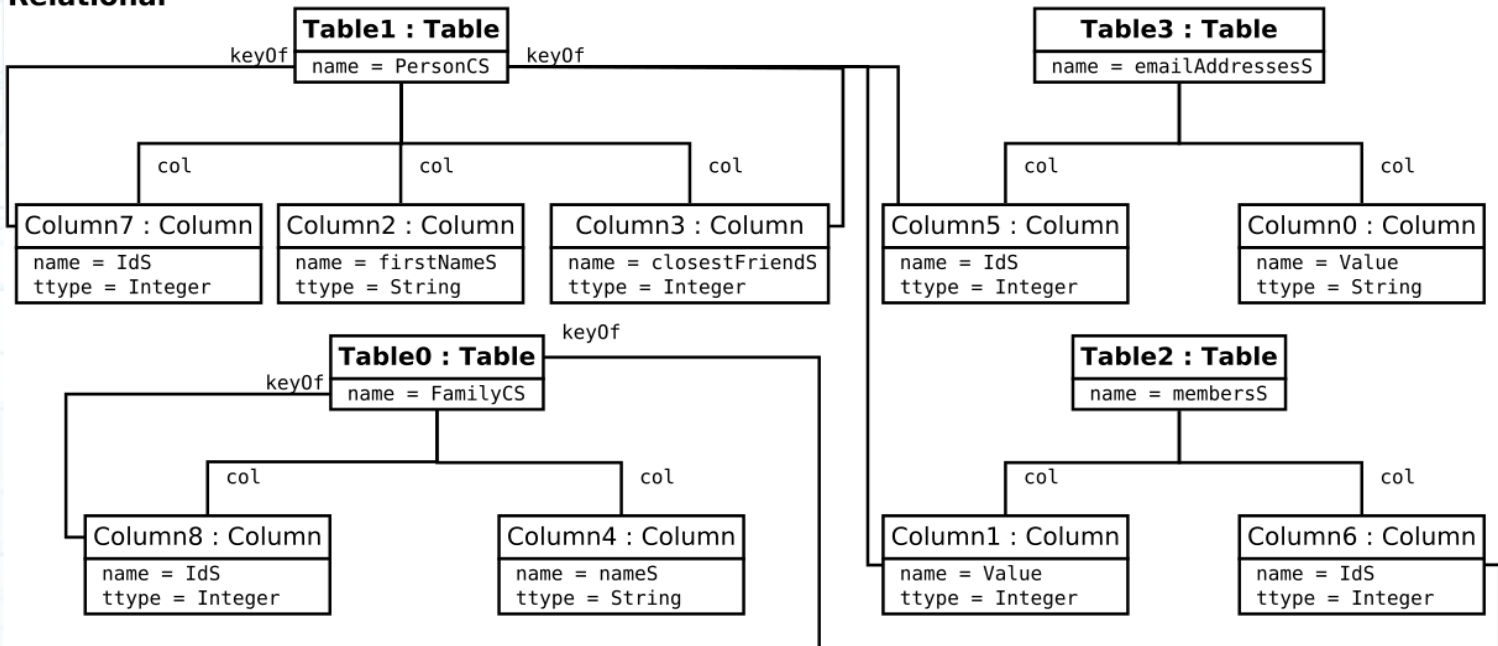 Relational
Table1 : Table
name = PersonCS
keyOf
keyOf
Table3 : Table
name = emailAddressesS
col
col
col
col
col
Column7 : Column
name = IdS
ttype = Integer
Column2 : Column
name = firstNameS
ttype = String
Column3 : Column
name = closestFriendS
ttype = Integer
Column5 : Column
name = IdS
ttype = Integer
Column0 : Column
name = Value
ttype = String
Table0 : Table
name = FamilyCS
keyOf
keyOf
Table2 : Table
name = membersS
col
col
col
col
Column8 : Column
name = IdS
ttype = Integer
Column4 : Column
name = nameS
ttype = String
Column1 : Column
name = Value
ttype = Integer
Column6 : Column
name = IdS
ttype = Integer